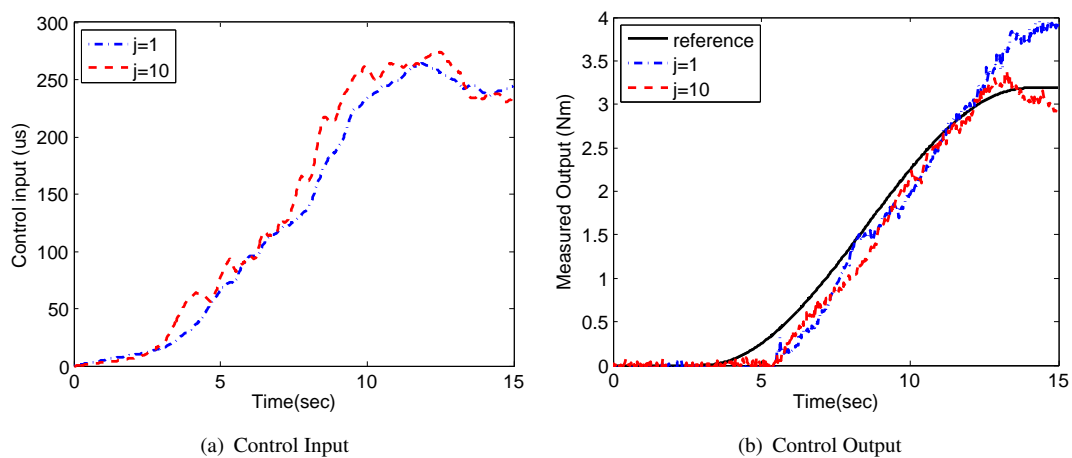 300
250
200
150
100
50
0
0 5 10 15
Control input (us)
Time(sec)
j=1
j=10
(a) Control Input
4
3.5
3
2.5
2
1.5
1
0.5
0
0 5 10 15
Measured Output (Nm)
Time(sec)
reference
j=1
j=10
(b) Control Output